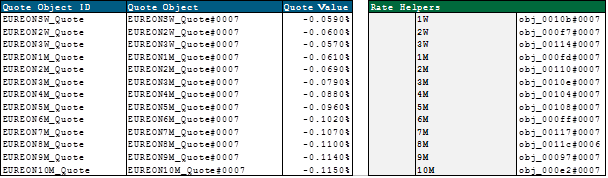 Quote Object ID Quote Object Quote Value Rate Helpers
EUREONSW_Quote EUREONSW_Quote#0007 -0.0590% 1W obj_0010b#0007
EUREON2W_Quote EUREON2W_Quote#0007 -0.0600% 2W obj_000f7#0007
EUREON3W_Quote EUREON3W_Quote#0007 -0.0570% 3W obj_00114#0007
EUREON1M_Quote EUREON1M_Quote#0007 -0.0610% 1M obj_000fd#0007
EUREON2M_Quote EUREON2M_Quote#0007 -0.0690% 2M obj_00110#0007
EUREON3M_Quote EUREON3M_Quote#0007 -0.0790% 3M obj_0010e#0007
EUREON4M_Quote EUREON4M_Quote#0007 -0.0880% 4M obj_00104#0007
EUREON5M_Quote EUREON5M_Quote#0007 -0.0960% 5M obj_00108#0007
EUREON6M_Quote EUREON6M_Quote#0007 -0.1020% 6M obj_000ff#0007
EUREON7M_Quote EUREON7M_Quote#0007 -0.1070% 7M obj_00117#0007
EUREON8M_Quote EUREON8M_Quote#0007 -0.1100% 8M obj_0011c#0006
EUREON9M_Quote EUREON9M_Quote#0007 -0.1140% 9M obj_00097#0007
EUREON10M_Quote EUREON10M_Quote#0007 -0.1150% 10M obj_000e2#0007